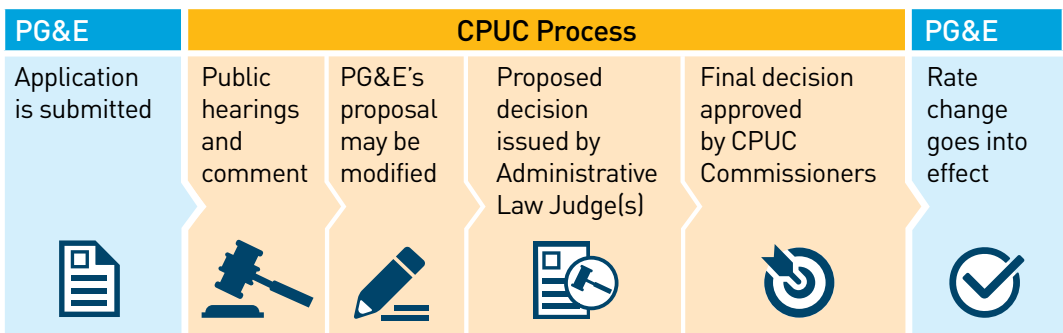 PG&E
CPUC Process
PG&E
Application
is submitted
Public
hearings
and
comment
PG&E’s
proposal
may be
modified
Proposed
decision
issued by
Administrative
Law Judge(s)
Final decision
approved
by CPUC
Commissioners
Rate
change
goes into
effect